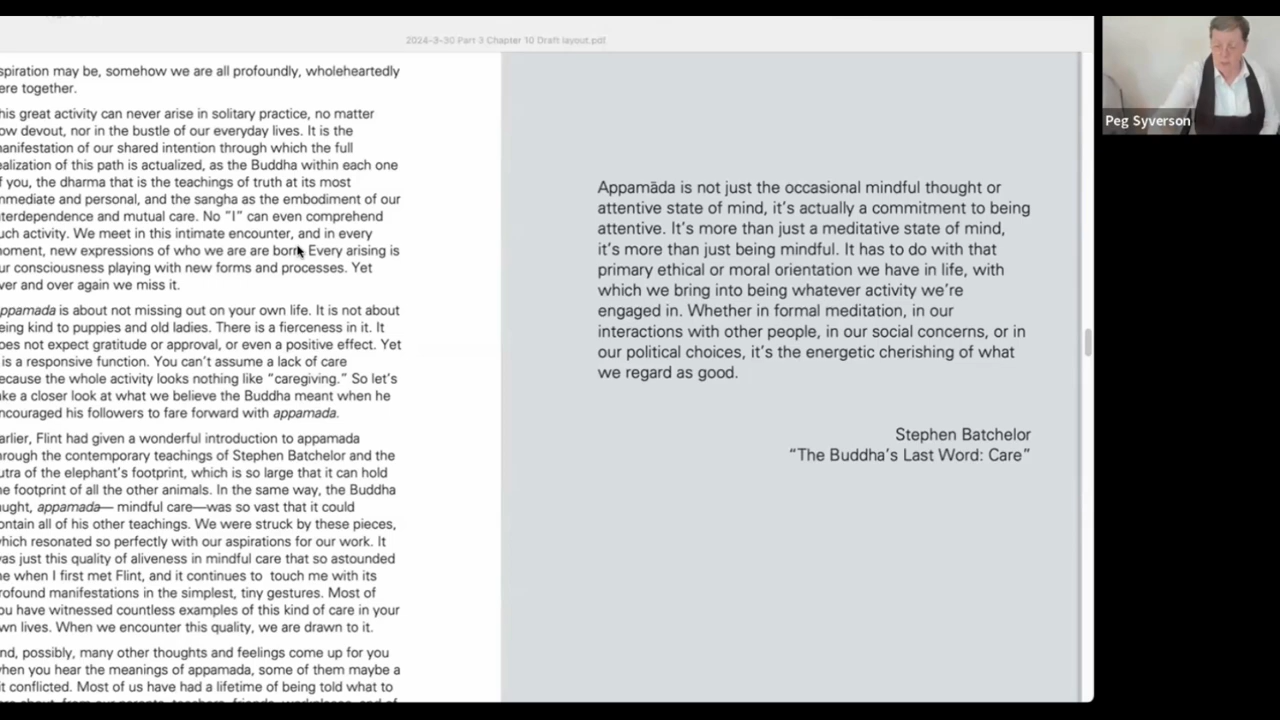 2024-3-30 Part 3 Chapter 10 Draft layout.pdf
spiration may be, somehow we are all profoundly, wholeheartedly
ere together.
his great activity can never arise in solitary practice, no matter
ow devout, nor in the bustle of our everyday lives. It is the
nanifestation of our shared intention through which the full
ealization of this path is actualized, as the Buddha within each one
f you, the dharma that is the teachings of truth at its most
nmediate and personal, and the sangha as the embodiment of our
nterdependence and mutual care. No “I” can even comprehend
uch activity. We meet in this intimate encounter, and in every
noment, new expressions of who we are are born. Every arising is
ur consciousness playing with new forms and processes. Yet
ver and over again we miss it.
ppamada is about not missing out on your own life. It is not about
eing kind to puppies and old ladies. There is a fierceness in it. It
oes not expect gratitude or approval, or even a positive effect. Yet
is a responsive function. You can’t assume a lack of care
ecause the whole activity looks nothing like “caregiving.” So let’s
ake a closer look at what we believe the Buddha meant when he
ncouraged his followers to fare forward with appamada.
arlier, Flint had given a wonderful introduction to appamada
hrough the contemporary teachings of Stephen Batchelor and the
utra of the elephant’s footprint, which is so large that it can hold
he footprint of all the other animals. In the same way, the Buddha
aught, appamada— mindful care—was so vast that it could
ontain all of his other teachings. We were struck by these pieces,
which resonated so perfectly with our aspirations for our work. It
was just this quality of aliveness in mindful care that so astounded
ne when I first met Flint, and it continues to touch me with its
rofound manifestations in the simplest, tiny gestures. Most of
ou have witnessed countless examples of this kind of care in your
wn lives. When we encounter this quality, we are drawn to it.
nd, possibly, many other thoughts and feelings come up for you
when you hear the meanings of appamada, some of them maybe a
it conflicted. Most of us have had a lifetime of being told what to
Appamāda is not just the occasional mindful thought or
attentive state of mind, it’s actually a commitment to being
attentive. It’s more than just a meditative state of mind,
it’s more than just being mindful. It has to do with that
primary ethical or moral orientation we have in life, with
which we bring into being whatever activity we’re
engaged in. Whether in formal meditation, in our
interactions with other people, in our social concerns, or in
our political choices, it’s the energetic cherishing of what
we regard as good.
Stephen Batchelor
“The Buddha’s Last Word: Care”
Peg Syverson